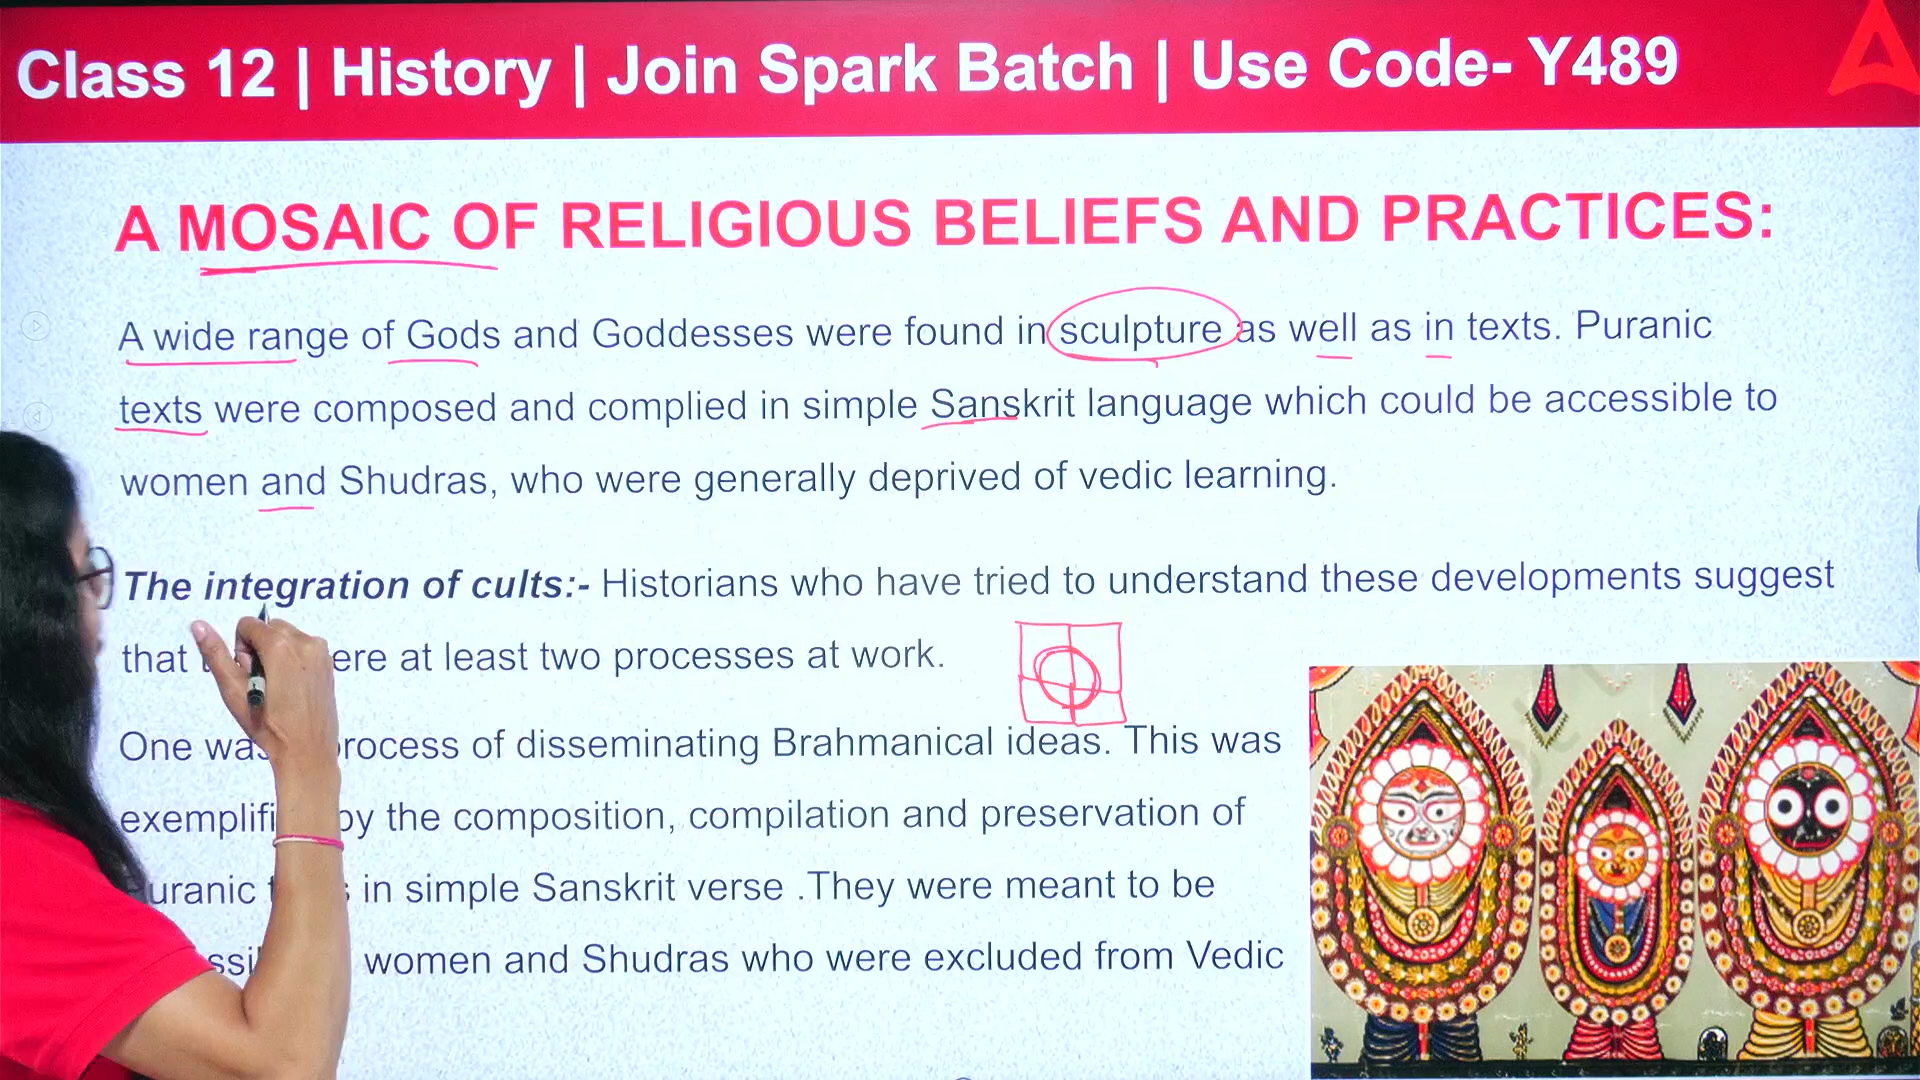 Class 12 | History | Join Spark Batch | Use Code- Y489
A MOSAIC OF RELIGIOUS BELIEFS AND PRACTICES:
A wide range of Gods and Goddesses were found in sculpture as well as in texts. Puranic
texts were composed and complied in simple Sanskrit language which could be accessible to
women and Shudras, who were generally deprived of vedic learning.
The integration of cults:- Historians who have tried to understand these developments suggest
that ere at least two processes at work.
One was rocess of disseminating Brahmanical ideas. This was
exemplifi by the composition, compilation and preservation of
uranic in simple Sanskrit verse .They were meant to be
ssi women and Shudras who were excluded from Vedic